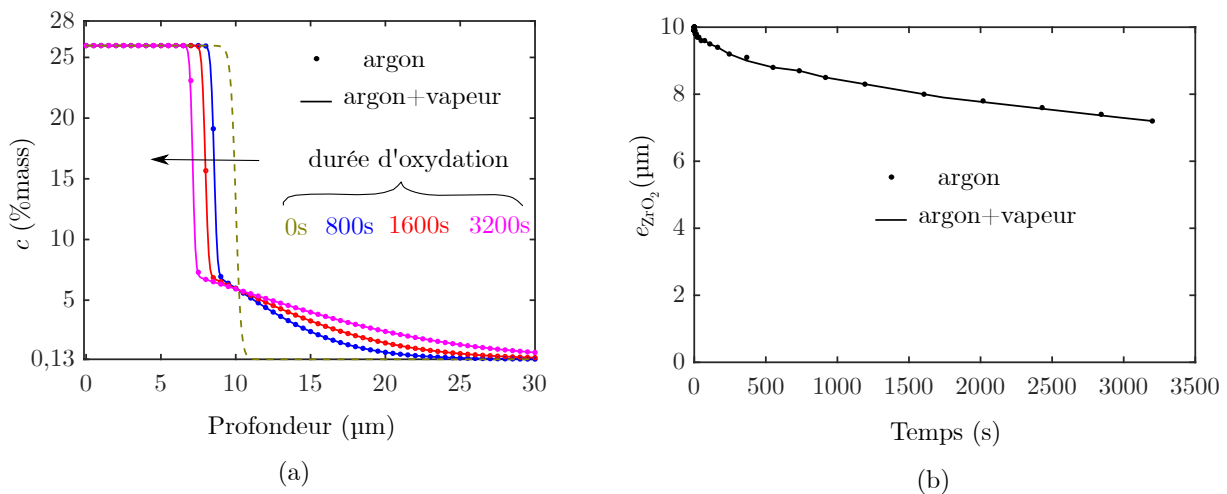 28
25
20
15
10
5
0,13
c (%mass)
argon
argon+vapeur
durée d'oxydation
0s 800s 1600s 3200s
0 5 10 15 20 25 30
Profondeur (µm)
(a)
10
8
6
4
2
0
eZrO2 (µm)
argon
argon+vapeur
0 500 1000 1500 2000 2500 3000 3500
Temps (s)
(b)